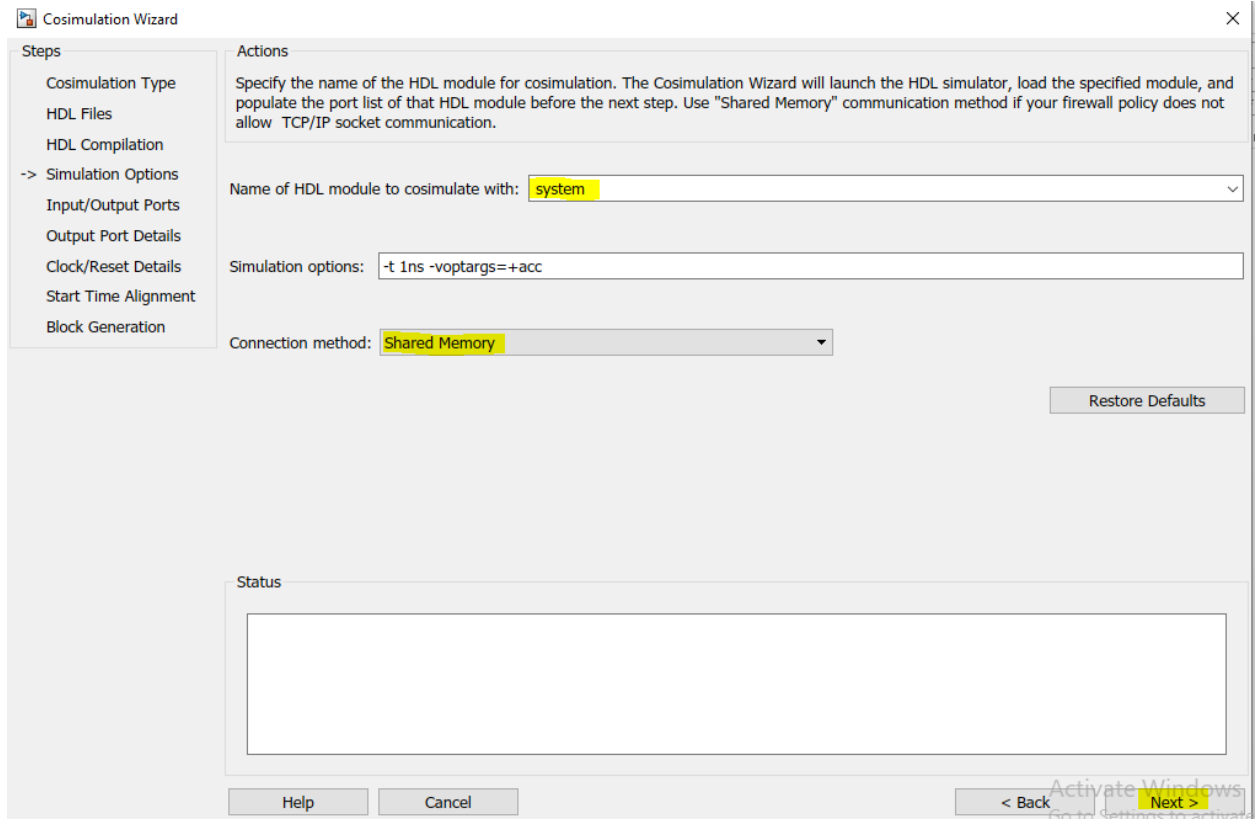 Cosimulation Wizard
Steps
Cosimulation Type
HDL Files
HDL Compilation
-> Simulation Options
Input/Output Ports
Output Port Details
Clock/Reset Details
Start Time Alignment
Block Generation
Actions
Specify the name of the HDL module for cosimulation. The Cosimulation Wizard will launch the HDL simulator, load the specified module, and
populate the port list of that HDL module before the next step. Use "Shared Memory" communication method if your firewall policy does not
allow TCP/IP socket communication.
Name of HDL module to cosimulate with: system
Simulation options: -t 1ns -voptargs=+acc
Connection method: Shared Memory
Restore Defaults
Status
Activate Windows
Help Cancel < Back Next >
Go to Settings to activate